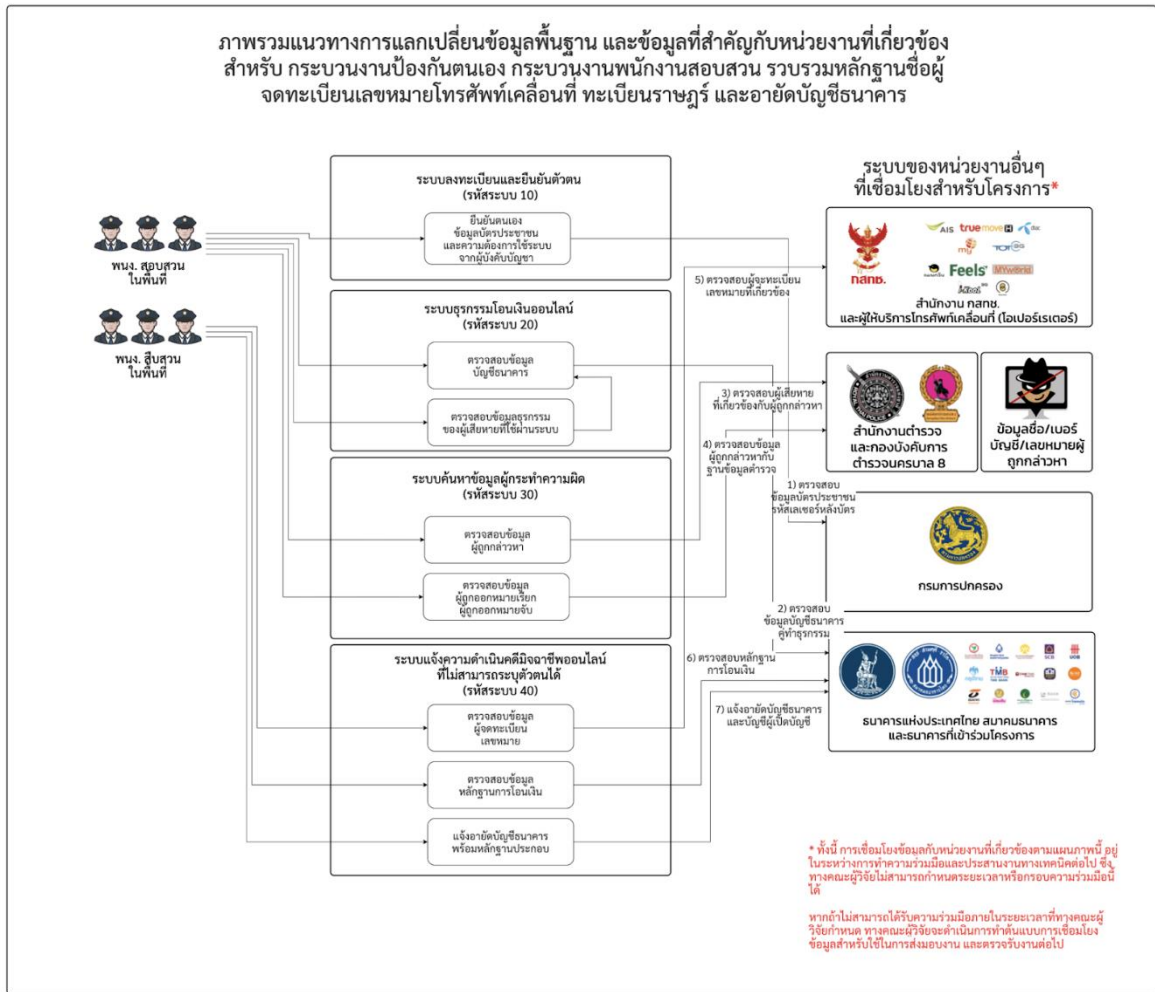 ภาพรวมแนวทางการแลกเปลี่ยนข้อมูลพื้นฐาน และข้อมูลที่สำคัญกับหน่วยงานที่เกี่ยวข้อง
สำหรับ กระบวนงานป้องกันตนเอง กระบวนงานพนักงานสอบสวน รวบรวมหลักฐานชื่อผู้
จดทะเบียนเลขหมายโทรศัพท์เคลื่อนที่ ทะเบียนราษฎร์ และอายัดบัญชีธนาคาร
พนง. สอบสวน
ในพื้นที่
พนง. สืบสวน
ในพื้นที่
ระบบลงทะเบียนและยืนยันตัวตน
(รหัสระบบ 10)
ยืนยันตนเอง
ข้อมูลบัตรประชาชน
และความต้องการใช้ระบบ
จากผู้บังคับบัญชา
ระบบธุรกรรมโอนเงินออนไลน์
(รหัสระบบ 20)
ตรวจสอบข้อมูล
บัญชีธนาคาร
ตรวจสอบข้อมูลธุรกรรม
ของผู้เสียหายที่ใช้ผ่านระบบ
ระบบค้นหาข้อมูลผู้กระทำความผิด
(รหัสระบบ 30)
ตรวจสอบข้อมูล
ผู้ถูกกล่าวหา
ตรวจสอบข้อมูล
ผู้ถูกออกหมายเรียก
ผู้ถูกออกหมายจับ
ระบบแจ้งความดำเนินคดีมิจฉาชีพออนไลน์
ที่ไม่สามารถระบุตัวตนได้
(รหัสระบบ 40)
ตรวจสอบข้อมูล
ผู้จดทะเบียน
เลขหมาย
ตรวจสอบข้อมูล
หลักฐานการโอนเงิน
แจ้งอายัดบัญชีธนาคาร
พร้อมหลักฐานประกอบ
5) ตรวจสอบผู้จะทะเบียน
เลขหมายที่เกี่ยวข้อง
3) ตรวจสอบผู้เสียหาย
ที่เกี่ยวข้องกับผู้ถูกกล่าวหา
4) ตรวจสอบข้อมูล
ผู้ถูกกล่าวหากับ
ฐานข้อมูลตำรวจ
1) ตรวจสอบ
ข้อมูลบัตรประชาชน
รหัสเลเซอร์หลังบัตร
2) ตรวจสอบ
ข้อมูลบัญชีธนาคาร
คู่ทำธุรกรรม
6) ตรวจสอบหลักฐาน
การโอนเงิน
7) แจ้งอายัดบัญชีธนาคาร
และบัญชีผู้เปิดบัญชี
ระบบของหน่วยงานอื่นๆ
ที่เชื่อมโยงสำหรับโครงการ*
กสทช.
AIS
truemove H
dtac
my
Feels
MYworld
สำนักงาน กสทช.
และผู้ให้บริการโทรศัพท์เคลื่อนที่ (โอเปอร์เรเตอร์)
สำนักงานตำรวจ
และกองบังคับการ
ตำรวจนครบาล 8
ข้อมูลชื่อ/เบอร์
บัญชี/เลขหมายผู้
ถูกกล่าวหา
กรมการปกครอง
SCB
UOB
TMB
ธนาคารแห่งประเทศไทย สมาคมธนาคาร
และธนาคารที่เข้าร่วมโครงการ
* ทั้งนี้ การเชื่อมโยงข้อมูลกับหน่วยงานที่เกี่ยวข้องตามแผนภาพนี้ อยู่
ในระหว่างการทำความร่วมมือและประสานงานทางเทคนิคต่อไป ซึ่ง
ทางคณะผู้วิจัยไม่สามารถกำหนดระยะเวลาหรือกรอบความร่วมมือนี้
ได้
หากถ้าไม่สามารถได้รับความร่วมมือภายในระยะเวลาที่ทางคณะผู้
วิจัยกำหนด ทางคณะผู้วิจัยจะดำเนินการทำต้นแบบการเชื่อมโยง
ข้อมูลสำหรับใช้ในการส่งมอบงาน และตรวจรับงานต่อไป